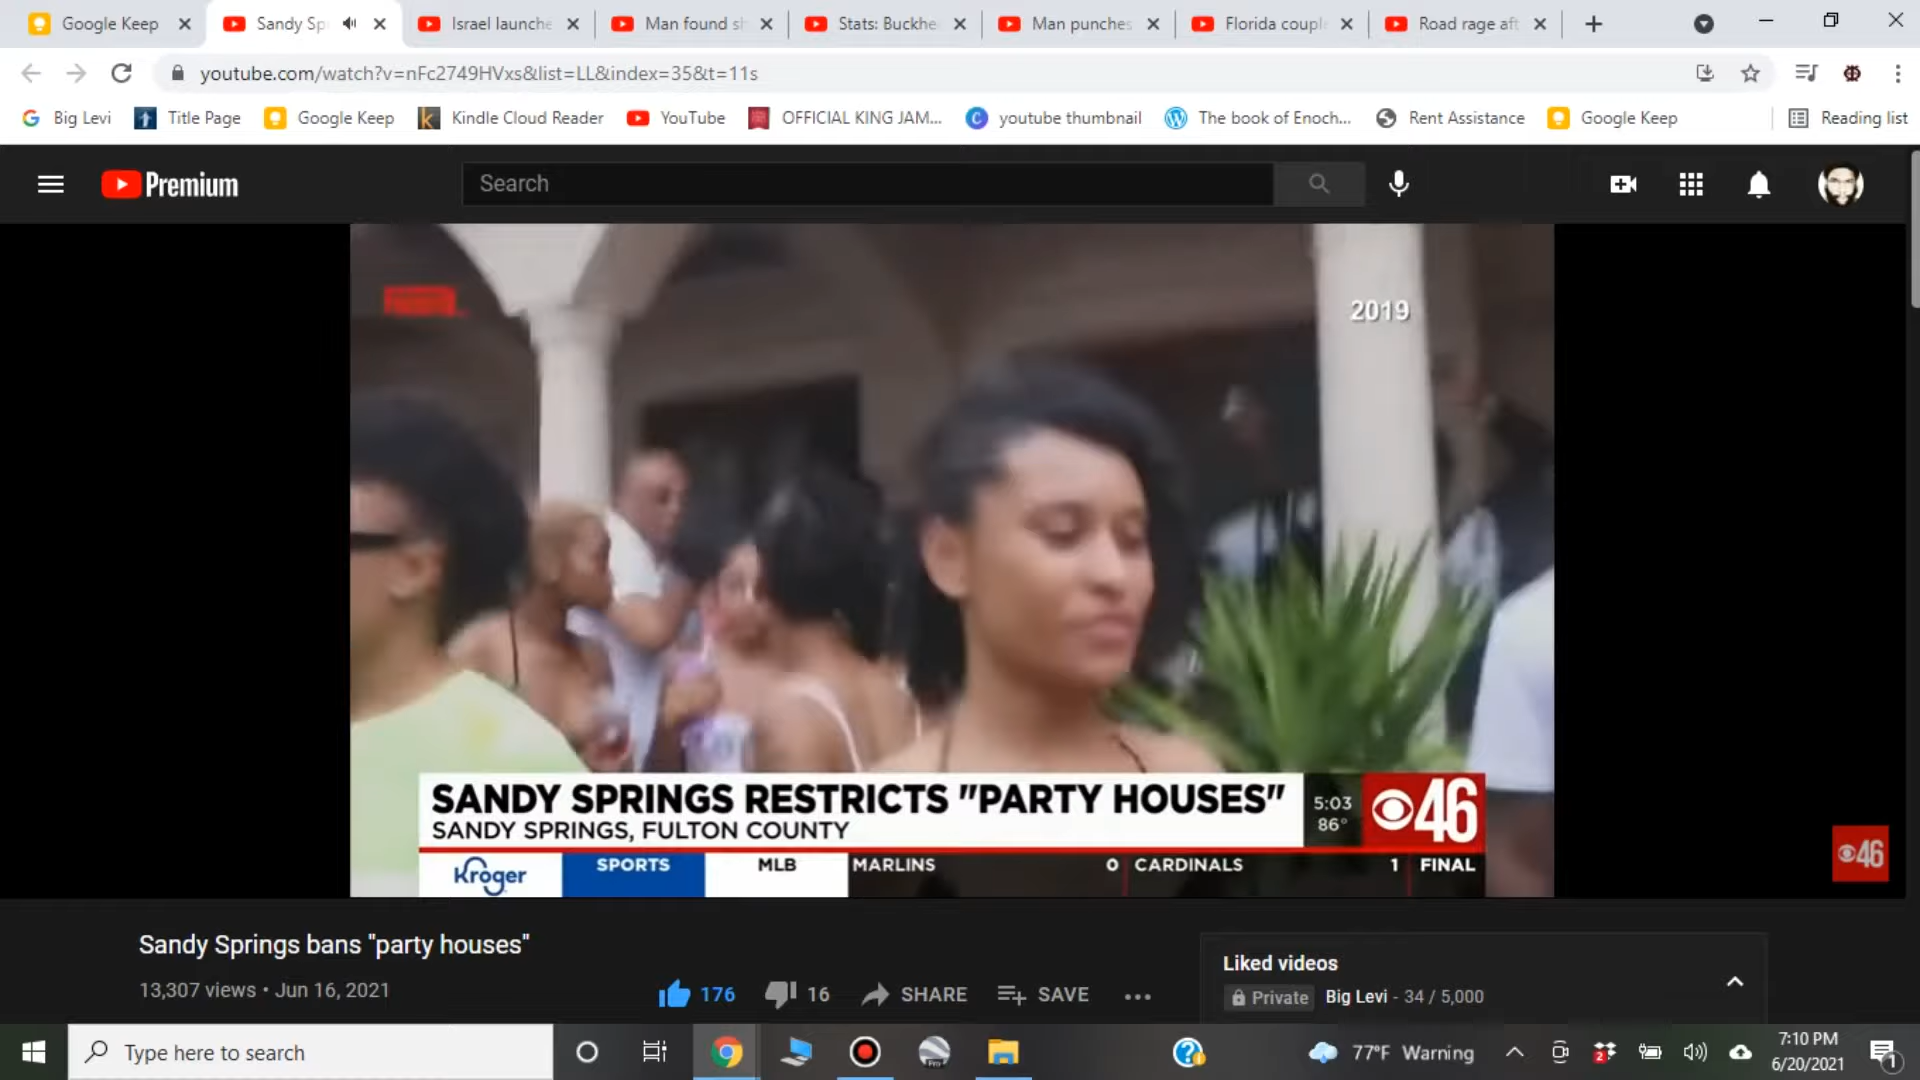 Google Keep
Sandy Sp
Israel launche
Man found s
Stats: Buckhe
Man punches
Florida coupl
Road rage aft
youtube.com/watch?v=nFc2749HVxs&list=LL&index=35&t=11s
Big Levi
Title Page
Google Keep
Kindle Cloud Reader
YouTube
OFFICIAL KING JAM...
youtube thumbnail
The book of Enoch...
Rent Assistance
Google Keep
Reading list
Premium
Search
2019
SANDY SPRINGS RESTRICTS "PARTY HOUSES"
SANDY SPRINGS, FULTON COUNTY
5:03
86°
46
Kroger
SPORTS
MLB
MARLINS 0 CARDINALS 1 FINAL
46
Sandy Springs bans "party houses"
13,307 views • Jun 16, 2021
176
16
SHARE
SAVE
Liked videos
Private Big Levi - 34 / 5,000
Type here to search
77°F Warning
7:10 PM
6/20/2021